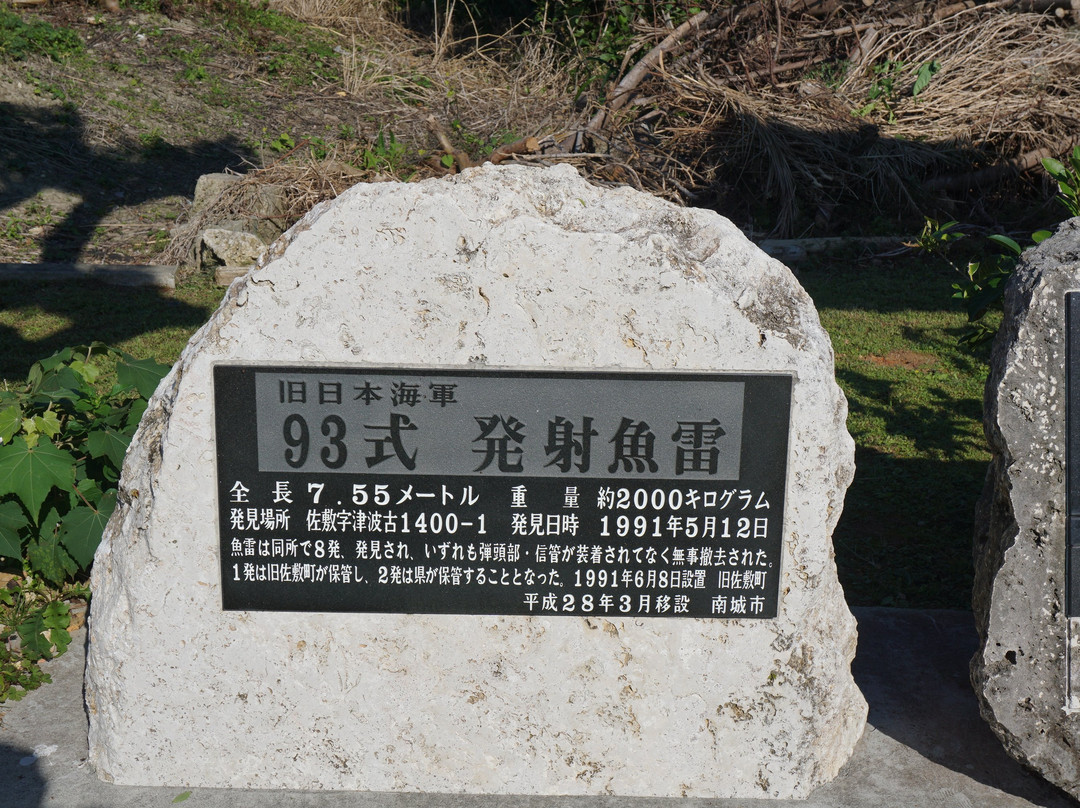 旧日本海軍
93式 発射魚雷
全長 7.55メートル 重量 約2000キログラム
発見場所 佐敷字津波古1400-1 発見日時 1991年5月12日
魚雷は同所で8発、発見され、いずれも弾頭部・信管が装着されてなく無事撤去された。
1発は旧佐敷町が保管し、2発は県が保管することとなった。1991年6月8日設置 旧佐敷町
平成28年3月移設 南城市